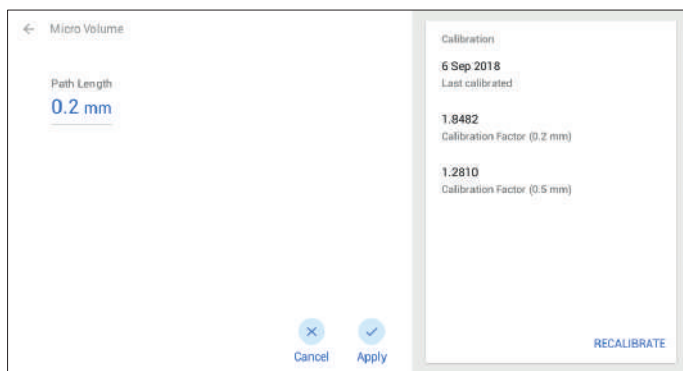 Micro Volume
Path Length
0.2 mm
Cancel
Apply
Calibration
6 Sep 2018
Last calibrated
1.8482
Calibration Factor (0.2 mm)
1.2810
Calibration Factor (0.5 mm)
RECALIBRATE